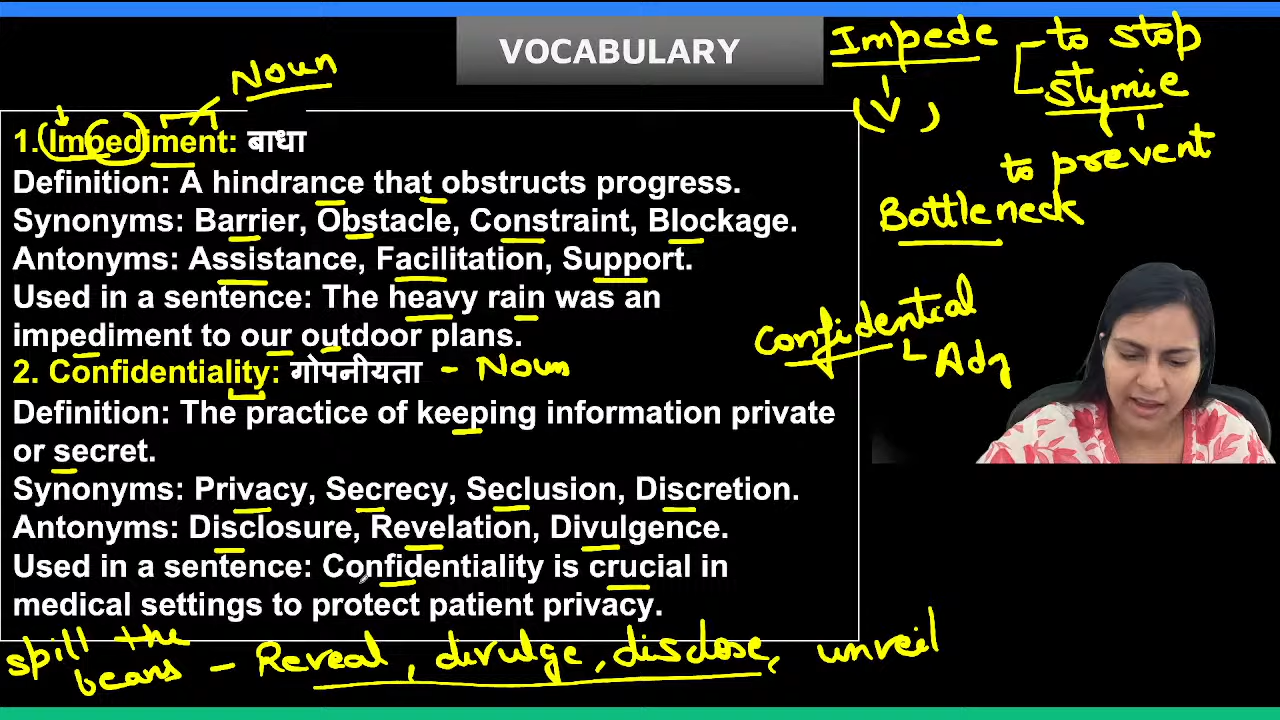 VOCABULARY
Impede
to stop
stymie
(V)
to prevent
Bottleneck
Noun
1. Impediment: बाधा
Definition: A hindrance that obstructs progress.
Synonyms: Barrier, Obstacle, Constraint, Blockage.
Antonyms: Assistance, Facilitation, Support.
Used in a sentence: The heavy rain was an
impediment to our outdoor plans.
Confidential
Adj
2. Confidentiality: गोपनीयता - Noun
Definition: The practice of keeping information private
or secret.
Synonyms: Privacy, Secrecy, Seclusion, Discretion.
Antonyms: Disclosure, Revelation, Divulgence.
Used in a sentence: Confidentiality is crucial in
medical settings to protect patient privacy.
spill the
beans - Reveal, divulge, disclose, unveil